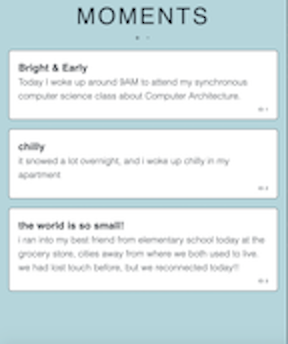 MOMENTS
Bright & Early
Today I woke up around 9AM to attend my synchronous
computer science class about Computer Architecture.
chilly
it snowed a lot overnight, and i woke up chilly in my
apartment
the world is so small!
i ran into my best friend from elementary school today at the
grocery store, cities away from where we both used to live.
we had lost touch before, but we reconnected today!!